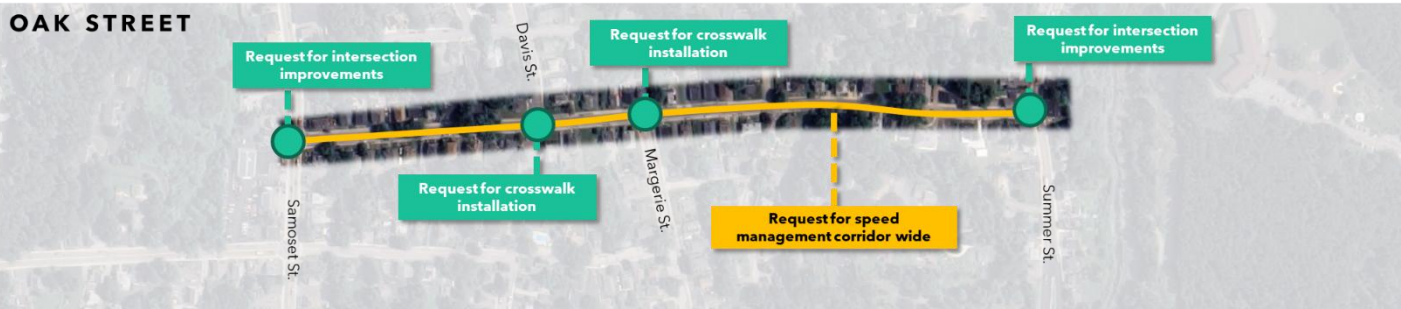 OAK STREET
Request for intersection
improvements
Davis St.
Request for crosswalk
installation
Request for intersection
improvements
Request for crosswalk
installation
Margerie St.
Request for speed
management corridor wide
Samoset St.
Summer St.